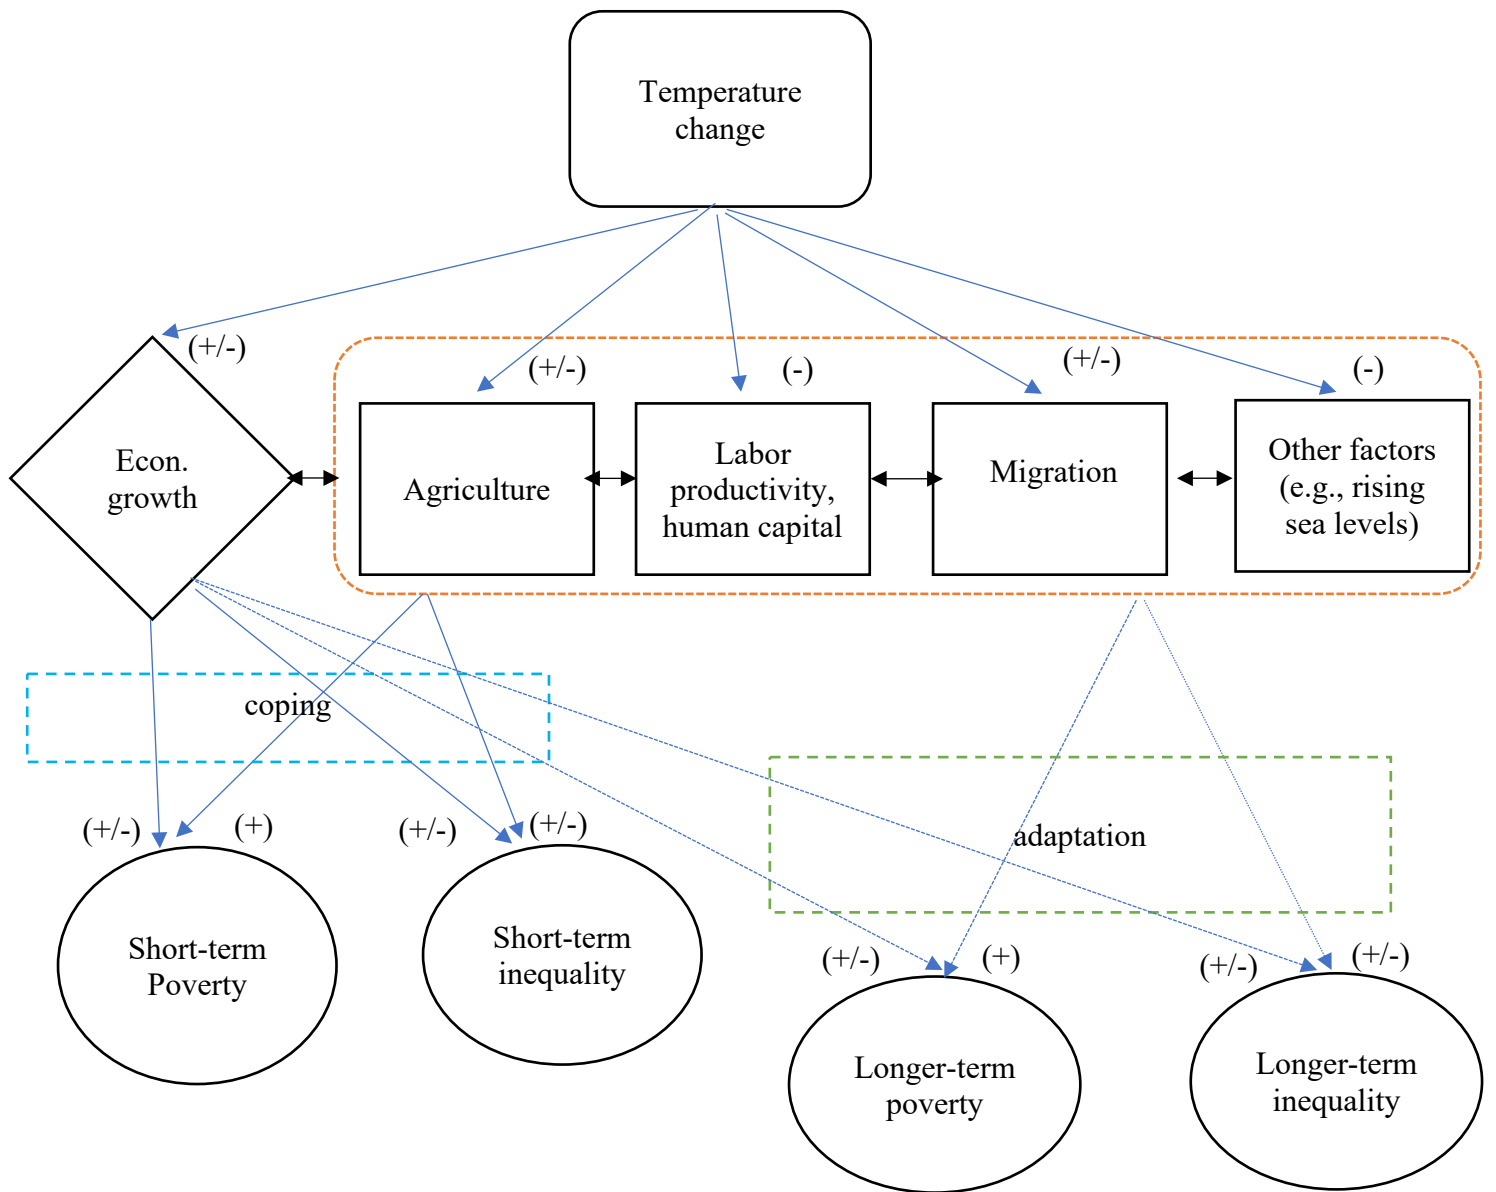 Temperature
change
(+/-)
(+/-)
(-)
(+/-)
(-)
Econ.
growth
Agriculture
Labor
productivity,
human capital
Migration
Other factors
(e.g., rising
sea levels)
coping
adaptation
(+/-)
(+)
(+/-)
(+/-)
Short-term
Poverty
Short-term
inequality
(+/-)
(+)
(+/-)
(+/-)
Longer-term
poverty
Longer-term
inequality